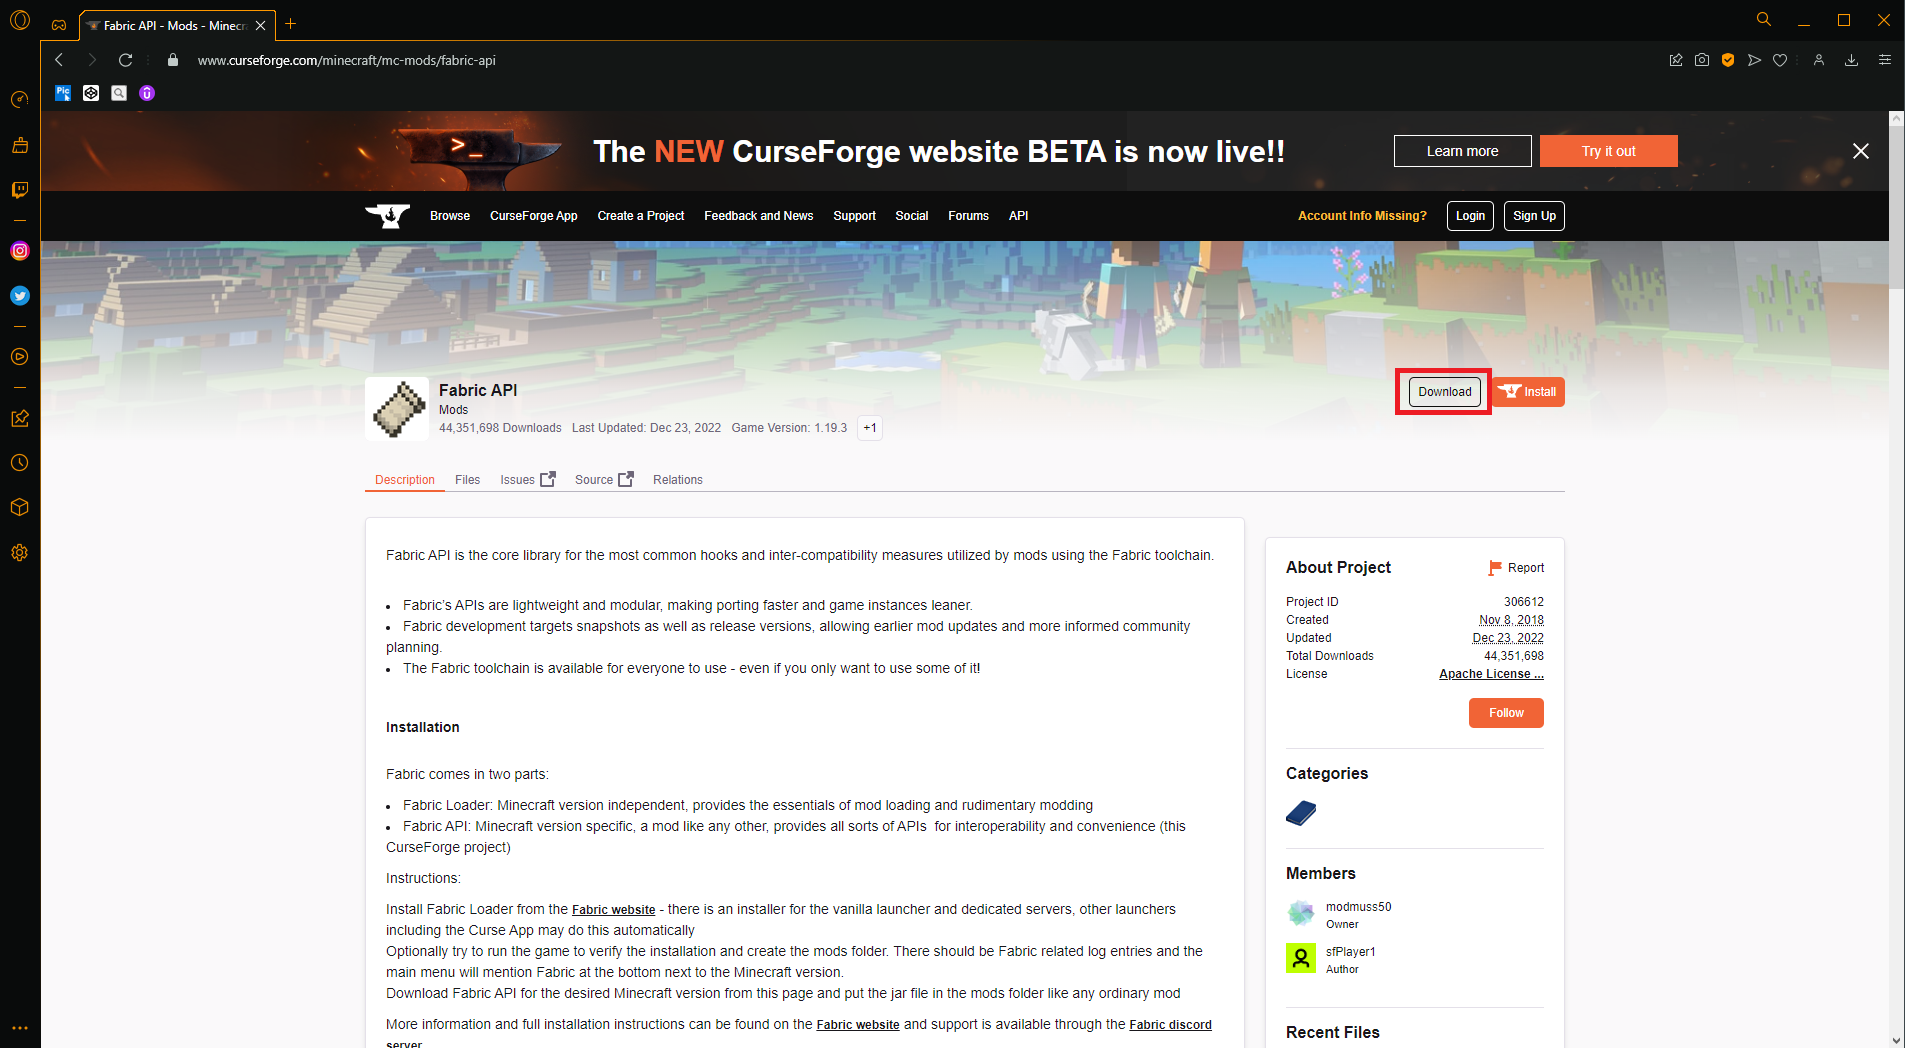 Fabric API - Mods - Minecr
www.curseforge.com/minecraft/mc-mods/fabric-api
Pic
>_
The NEW CurseForge website BETA is now live!!
Learn more
Try it out
Browse
CurseForge App
Create a Project
Feedback and News
Support
Social
Forums
API
Account Info Missing?
Login
Sign Up
Fabric API
Mods
44,351,698 Downloads Last Updated: Dec 23, 2022 Game Version: 1.19.3 +1
Download
Install
Description
Files
Issues
Source
Relations
Fabric API is the core library for the most common hooks and inter-compatibility measures utilized by mods using the Fabric toolchain.
• Fabric's APIs are lightweight and modular, making porting faster and game instances leaner.
• Fabric development targets snapshots as well as release versions, allowing earlier mod updates and more informed community
planning.
• The Fabric toolchain is available for everyone to use - even if you only want to use some of it!
Installation
Fabric comes in two parts:
• Fabric Loader: Minecraft version independent, provides the essentials of mod loading and rudimentary modding
• Fabric API: Minecraft version specific, a mod like any other, provides all sorts of APIs  for interoperability and convenience (this
CurseForge project)
Instructions:
Install Fabric Loader from the Fabric website - there is an installer for the vanilla launcher and dedicated servers, other launchers
including the Curse App may do this automatically
Optionally try to run the game to verify the installation and create the mods folder. There should be Fabric related log entries and the
main menu will mention Fabric at the bottom next to the Minecraft version.
Download Fabric API for the desired Minecraft version from this page and put the jar file in the mods folder like any ordinary mod
More information and full installation instructions can be found on the Fabric website and support is available through the Fabric discord
server
About Project
Report
Project ID 306612
Created Nov 8, 2018
Updated Dec 23, 2022
Total Downloads 44,351,698
License Apache License ...
Follow
Categories
Members
modmuss50
Owner
sfPlayer1
Author
Recent Files